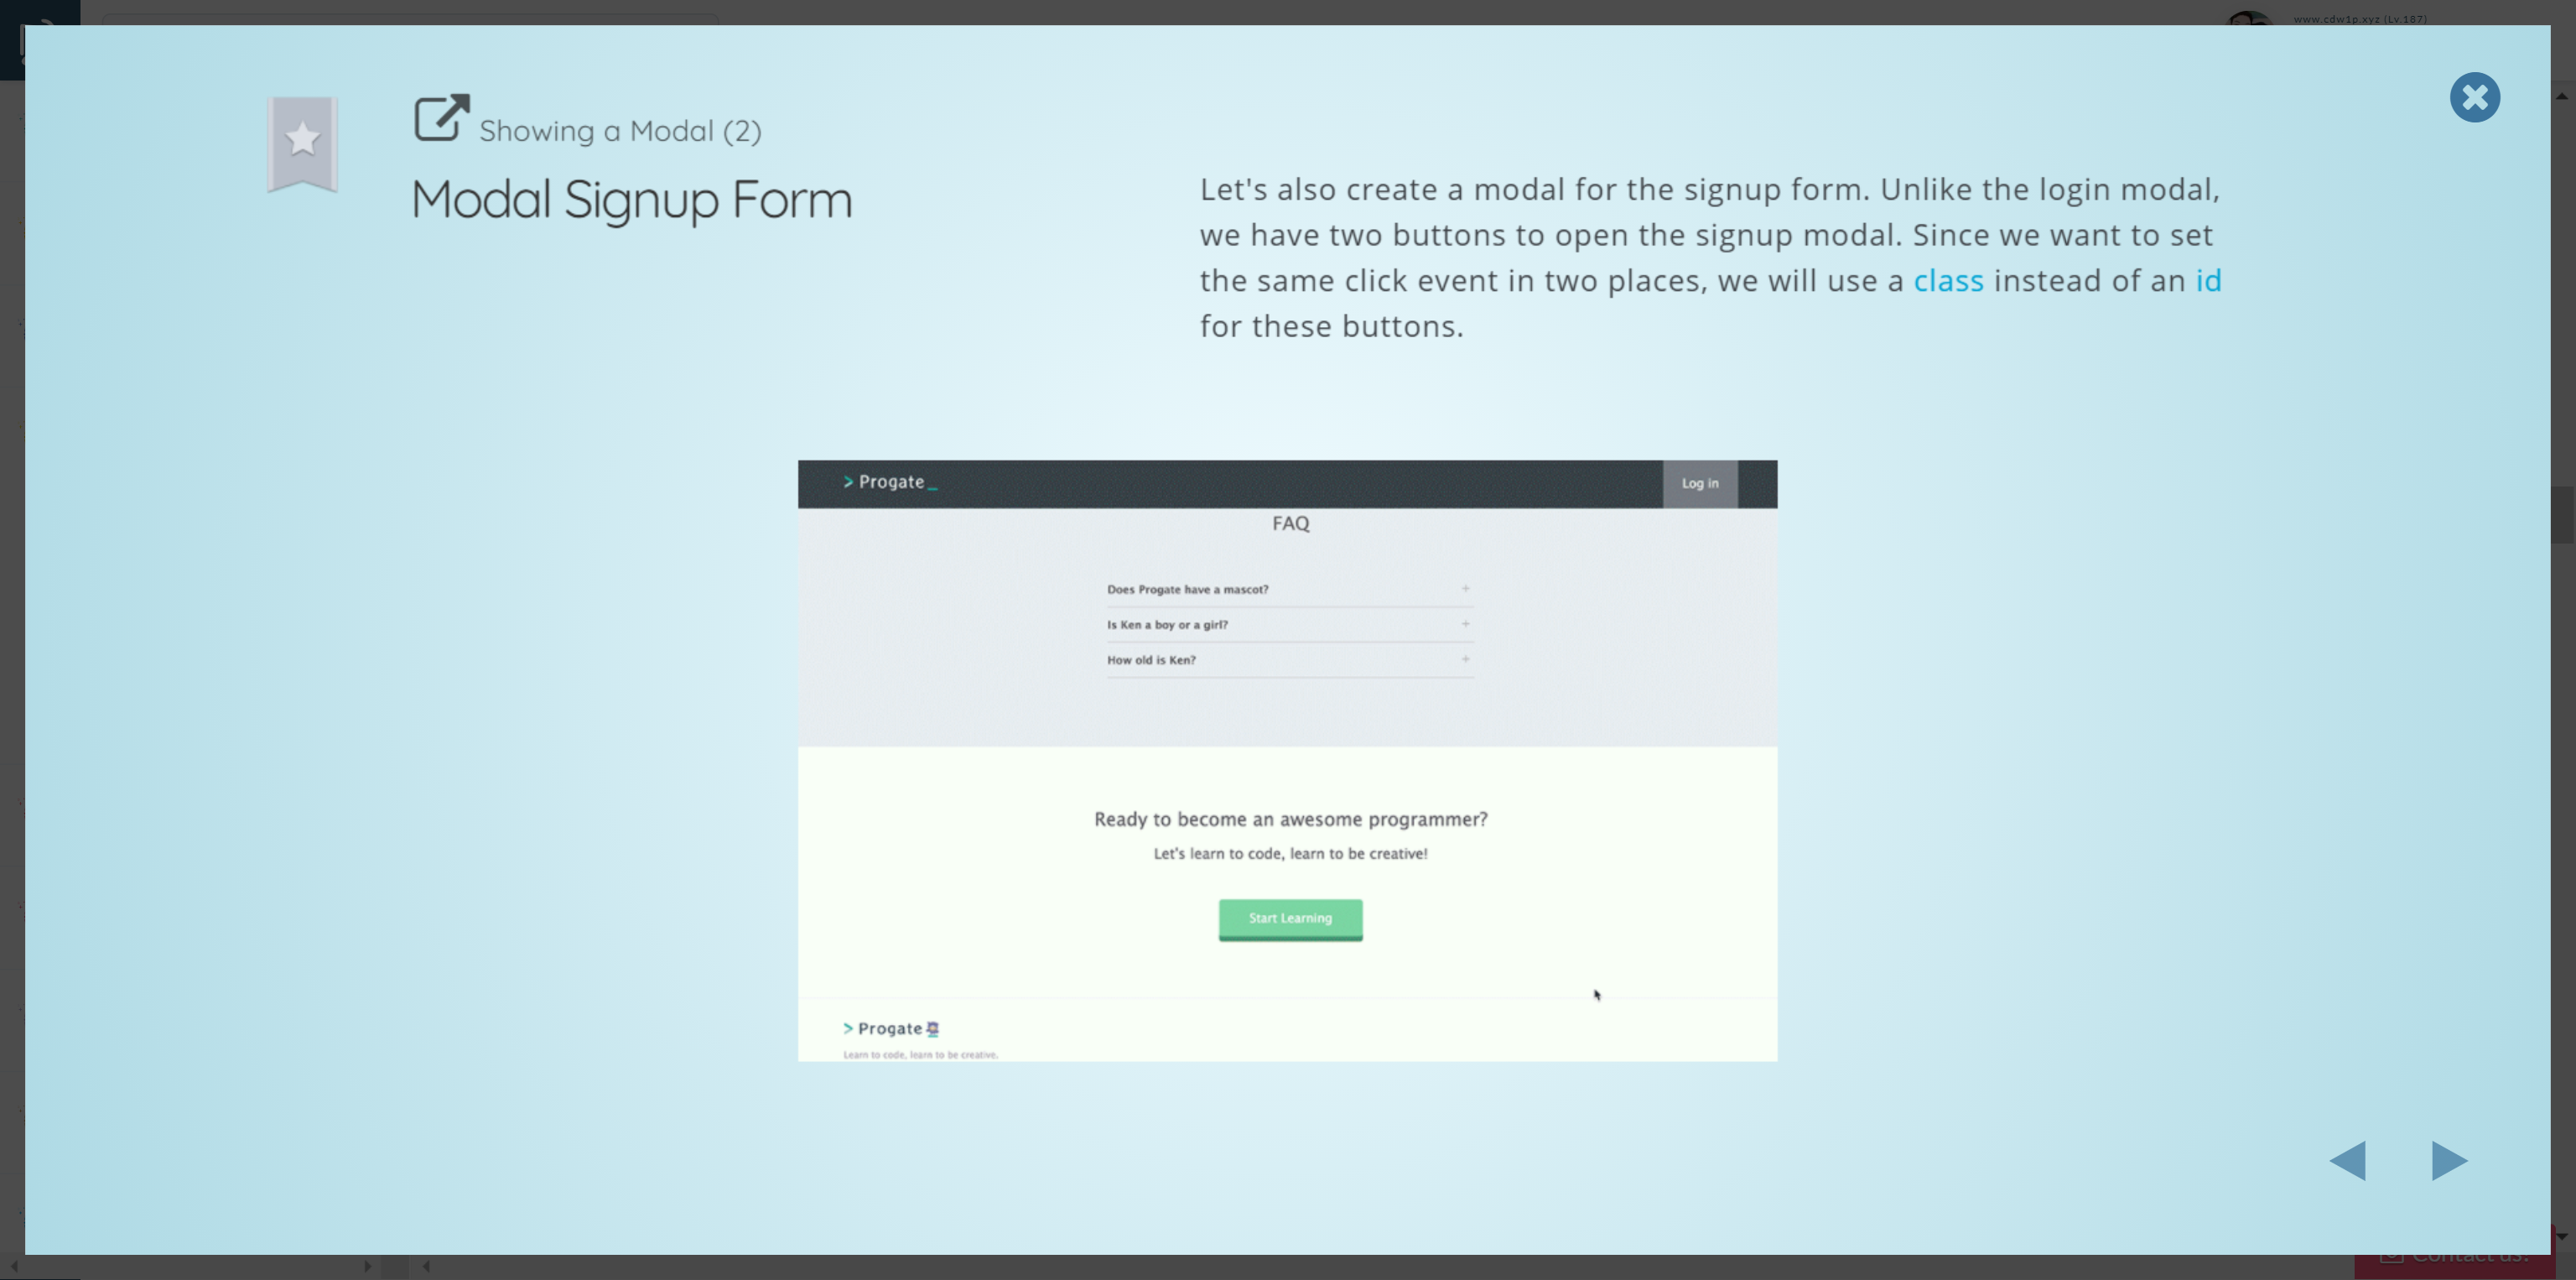 www.cdw1p.xyz (Lv.187)
Showing a Modal (2)
Modal Signup Form
Let's also create a modal for the signup form. Unlike the login modal,
we have two buttons to open the signup modal. Since we want to set
the same click event in two places, we will use a class instead of an id
for these buttons.
> Progate_
Log in
FAQ
Does Progate have a mascot? +
Is Ken a boy or a girl? +
How old is Ken? +
Ready to become an awesome programmer?
Let's learn to code, learn to be creative!
Start Learning
> Progate
Learn to code, learn to be creative.
Contact us!